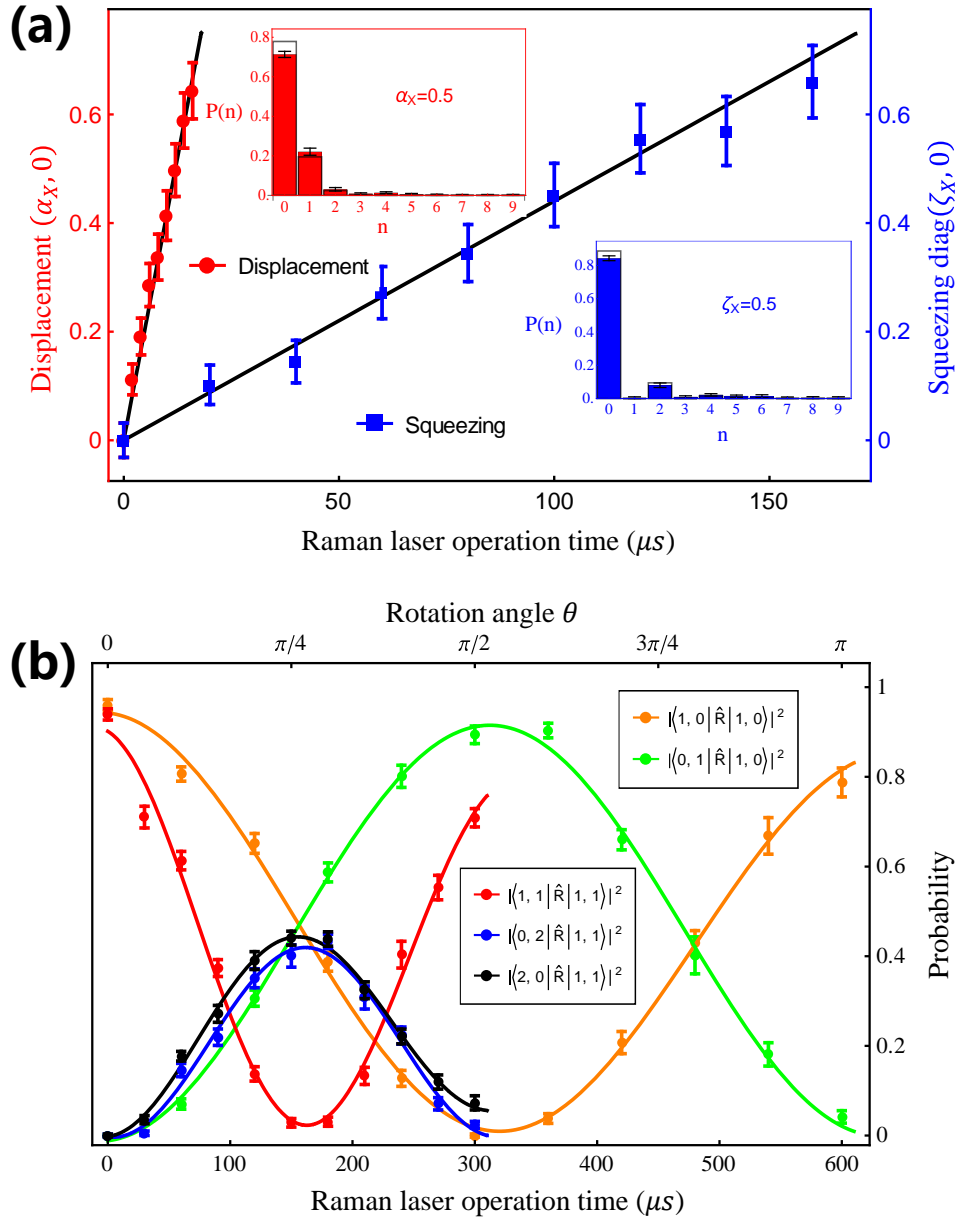 (a)
Displacement (α_X, 0)
0.6
0.4
0.2
0
0.8
0.6
0.4
0.2
0.
P(n)
α_X=0.5
0 1 2 3 4 5 6 7 8 9
n
Displacement
0.8
0.6
0.4
0.2
0.
P(n)
ζ_X=0.5
0 1 2 3 4 5 6 7 8 9
n
Squeezing
0.6
0.4
0.2
0
Squeezing diag(ζ_X, 0)
0 50 100 150
Raman laser operation time (μs)
Rotation angle θ
(b)
0 π/4 π/2 3π/4 π
|⟨1, 0|R̂|1, 0⟩|²
|⟨0, 1|R̂|1, 0⟩|²
|⟨1, 1|R̂|1, 1⟩|²
|⟨0, 2|R̂|1, 1⟩|²
|⟨2, 0|R̂|1, 1⟩|²
1
0.8
0.6
0.4
0.2
0
Probability
0 100 200 300 400 500 600
Raman laser operation time (μs)